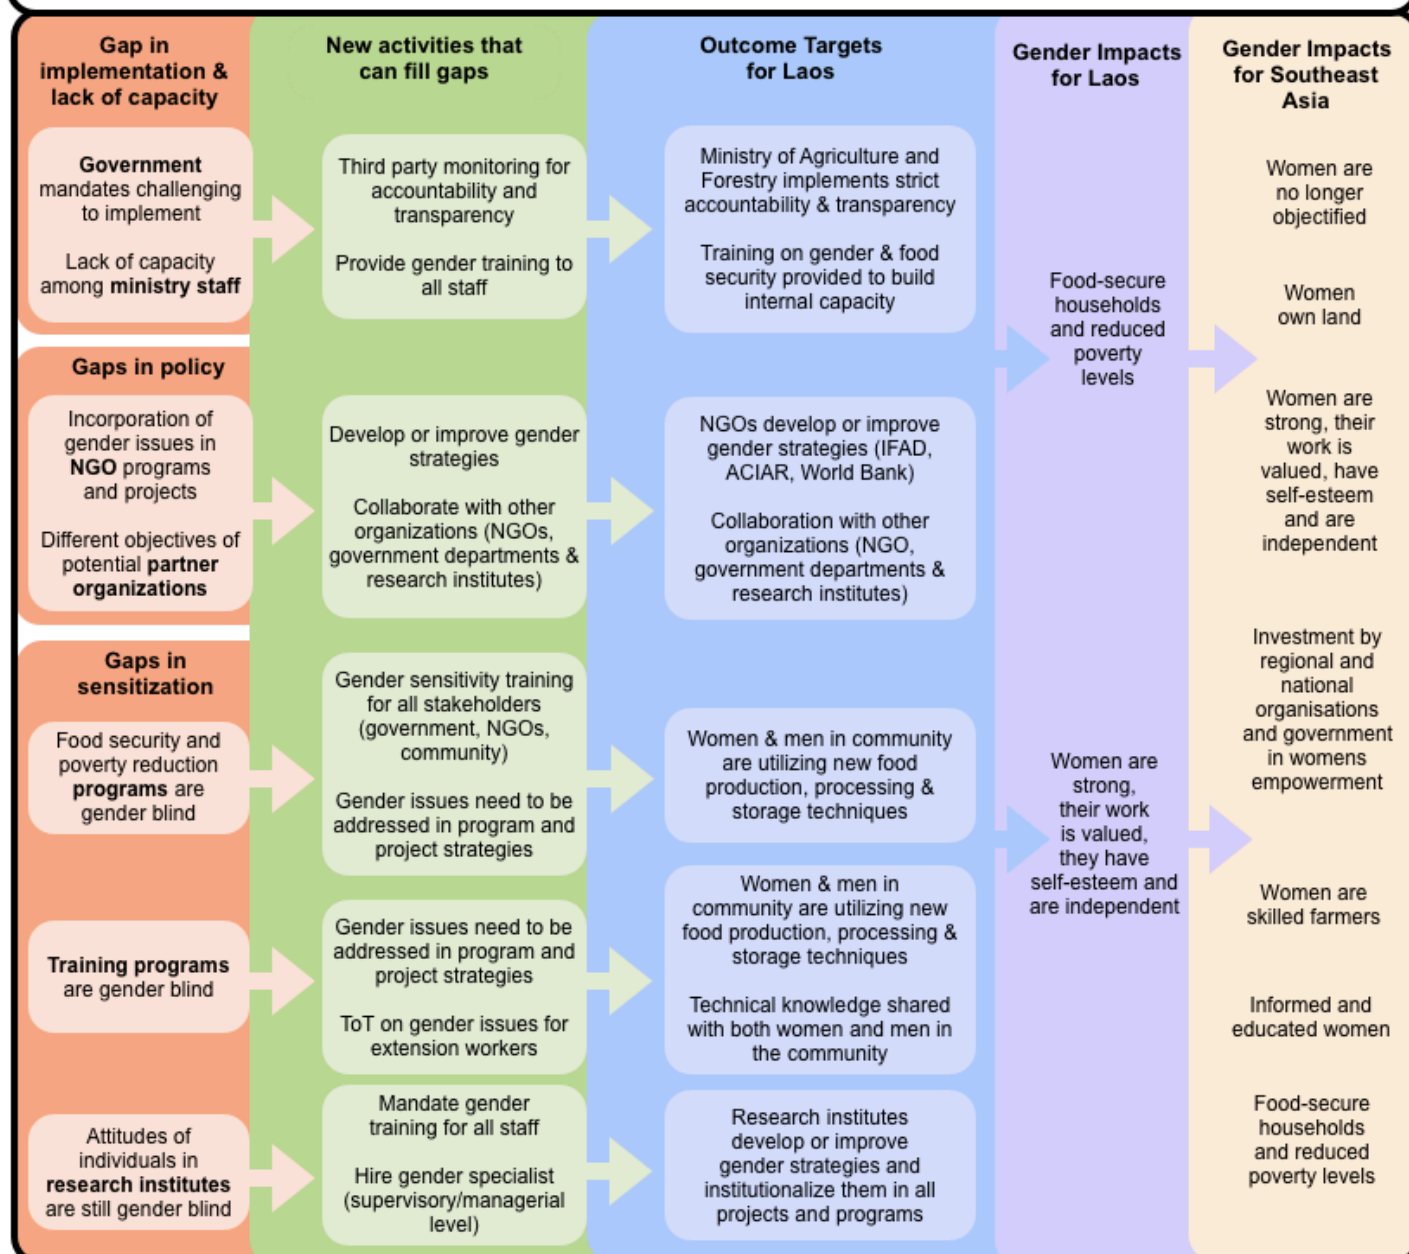 Gap in
implementation &
lack of capacity
Government
mandates challenging
to implement
Lack of capacity
among ministry staff
Gaps in policy
Incorporation of
gender issues in
NGO programs
and projects
Different objectives of
potential partner
organizations
Gaps in
sensitization
Food security and
poverty reduction
programs are
gender blind
Training programs
are gender blind
Attitudes of
individuals in
research institutes
are still gender blind
New activities that
can fill gaps
Third party monitoring for
accountability and
transparency
Provide gender training to
all staff
Develop or improve gender
strategies
Collaborate with other
organizations (NGOs,
government departments &
research institutes)
Gender sensitivity training
for all stakeholders
(government, NGOs,
community)
Gender issues need to be
addressed in program and
project strategies
Gender issues need to be
addressed in program and
project strategies
ToT on gender issues for
extension workers
Mandate gender
training for all staff
Hire gender specialist
(supervisory/managerial
level)
Outcome Targets
for Laos
Ministry of Agriculture and
Forestry implements strict
accountability & transparency
Training on gender & food
security provided to build
internal capacity
NGOs develop or improve
gender strategies (IFAD,
ACIAR, World Bank)
Collaboration with other
organizations (NGO,
government departments &
research institutes)
Women & men in community
are utilizing new food
production, processing &
storage techniques
Women & men in
community are utilizing new
food production, processing &
storage techniques
Technical knowledge shared
with both women and men in
the community
Research institutes
develop or improve
gender strategies and
institutionalize them in all
projects and programs
Gender Impacts
for Laos
Food-secure
households
and reduced
poverty
levels
Women are
strong,
their work
is valued,
they have
self-esteem and
are independent
Gender Impacts
for Southeast
Asia
Women are
no longer
objectified
Women
own land
Women are
strong, their
work is
valued, have
self-esteem
and are
independent
Investment by
regional and
national
organisations
and government
in womens
empowerment
Women are
skilled farmers
Informed and
educated women
Food-secure
households
and reduced
poverty levels